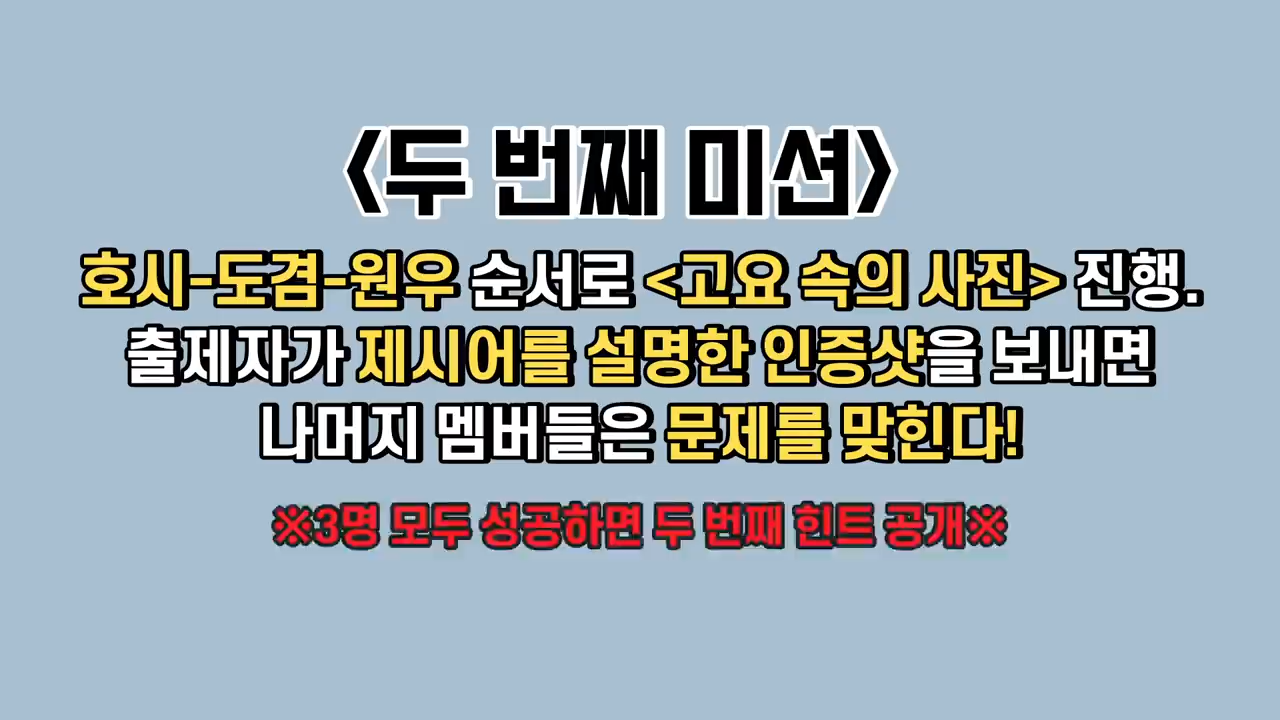 〈두 번째 미션〉
호시-도겸-원우 순서로 <고요 속의 사진> 진행.
출제자가 제시어를 설명한 인증샷을 보내면
나머지 멤버들은 문제를 맞힌다!
※3명 모두 성공하면 두 번째 힌트 공개※